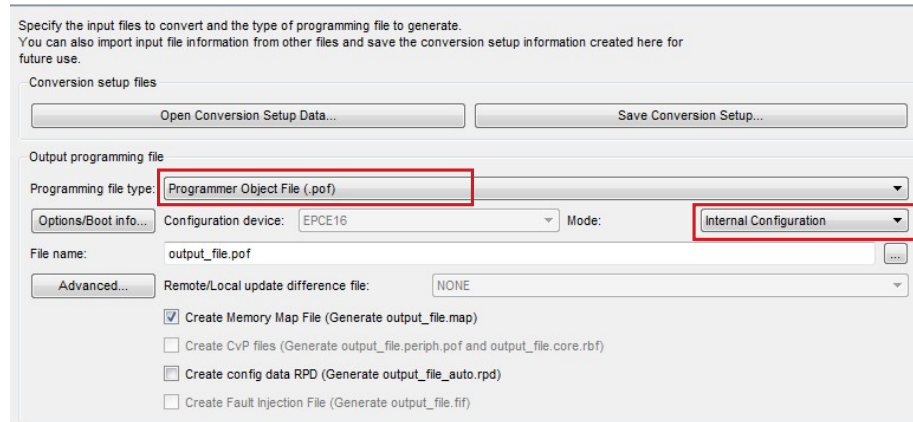 Specify the input files to convert and the type of programming file to generate.
You can also import input file information from other files and save the conversion setup information created here for
future use.
Conversion setup files
Open Conversion Setup Data... Save Conversion Setup...
Output programming file
Programming file type: Programmer Object File (.pof)
Options/Boot info... Configuration device: EPCE16 Mode: Internal Configuration
File name: output_file.pof ...
Advanced... Remote/Local update difference file: NONE
Create Memory Map File (Generate output_file.map)
Create CvP files (Generate output_file.periph.pof and output_file.core.rbf)
Create config data RPD (Generate output_file_auto.rpd)
Create Fault Injection File (Generate output_file.fif)